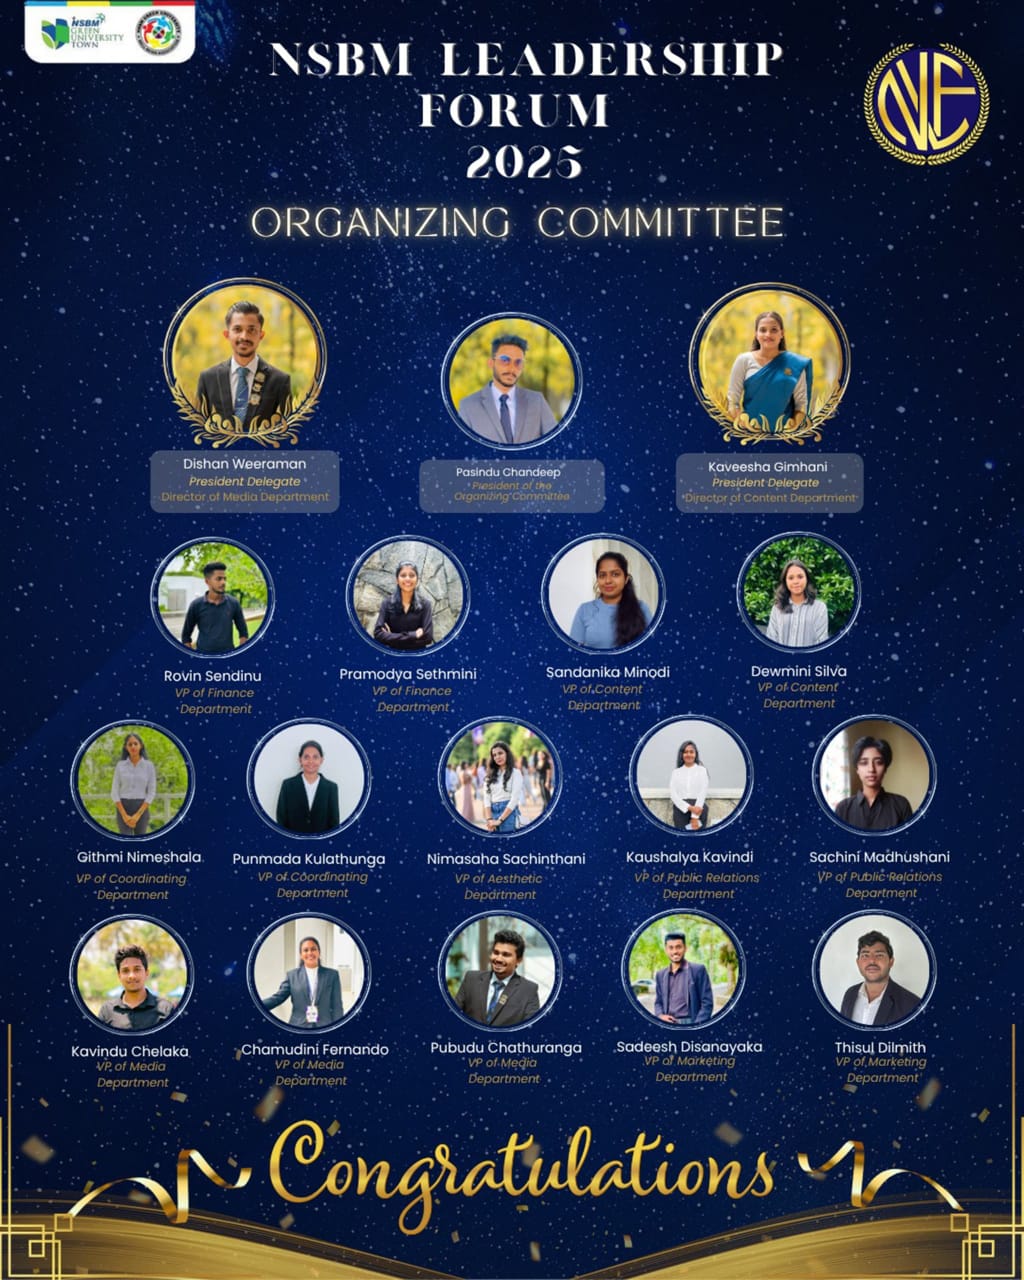 NSBM
GREEN
UNIVERSITY
TOWN
NSBM LEADERSHIP
FORUM
2025
ORGANIZING COMMITTEE
Dishan Weeraman
President Delegate
Director of Media Department
Pasindu Chandeep
President of the
Organizing Committee
Kaveesha Gimhani
President Delegate
Director of Content Department
Rovin Sendinu
VP of Finance
Department
Pramodya Sethmini
VP of Finance
Department
Sandanika Minodi
VP of Content
Department
Dewmini Silva
VP of Content
Department
Githmi Nimeshala
VP of Coordinating
Department
Punmada Kulathunga
VP of Coordinating
Department
Nimasaha Sachinthani
VP of Aesthetic
Department
Kaushalya Kavindi
VP of Public Relations
Department
Sachini Madhushani
VP of Public Relations
Department
Kavindu Chelaka
VP of Media
Department
Chamudini Fernando
VP of Media
Department
Pubudu Chathuranga
VP of Media
Department
Sadeesh Disanayaka
VP of Marketing
Department
Thisul Dilmith
VP of Marketing
Department
Congratulations